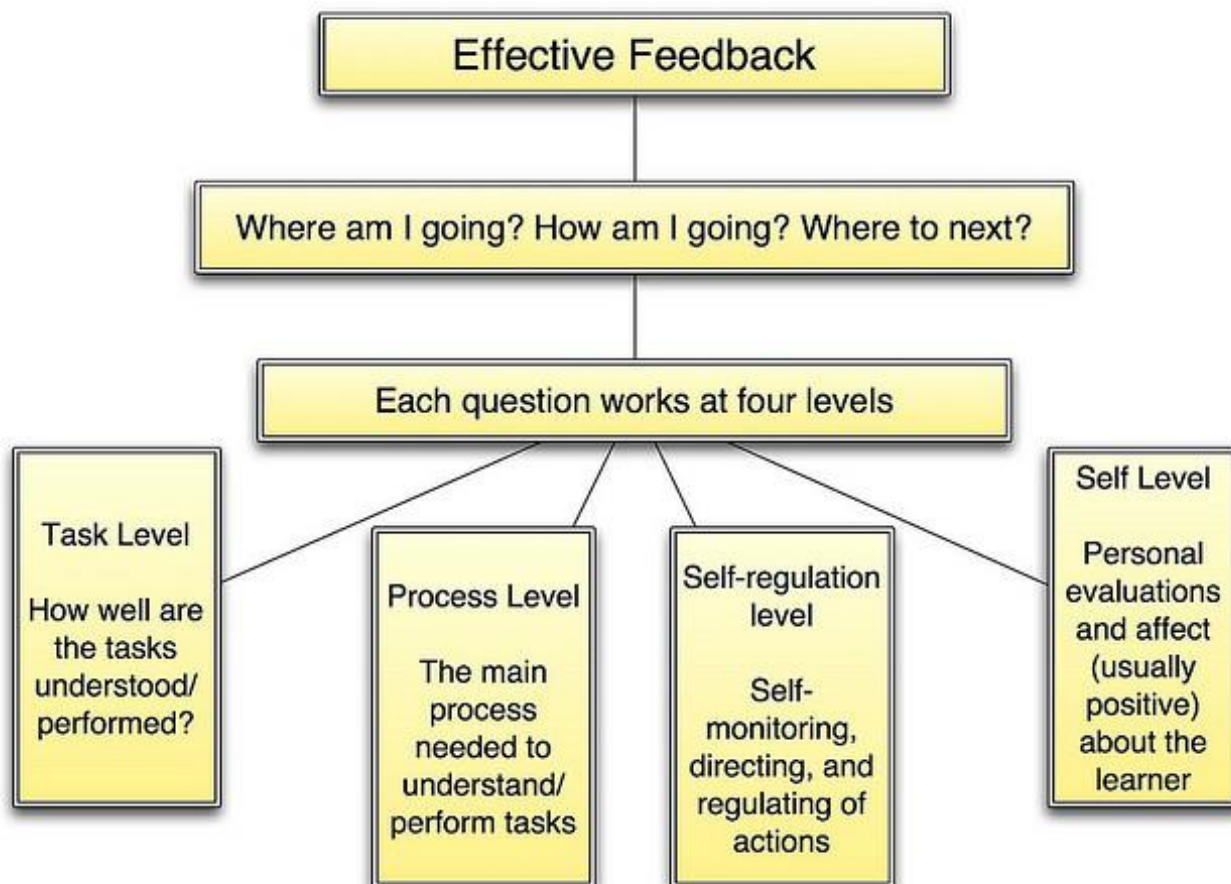 Effective Feedback
Where am I going? How am I going? Where to next?
Each question works at four levels
Task Level
How well are
the tasks
understood/
performed?
Process Level
The main
process
needed to
understand/
perform tasks
Self-regulation
level
Self-
monitoring,
directing, and
regulating of
actions
Self Level
Personal
evaluations
and affect
(usually
positive)
about the
learner